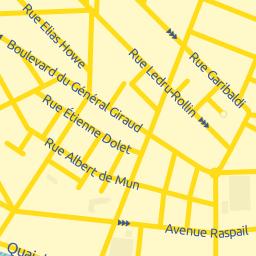 Rue Elias Howe
Boulevard du Général Giraud
Rue Ledru-Rollin
Rue Garibaldi
Rue Étienne Dolet
Rue Albert de Mun
Avenue Raspail